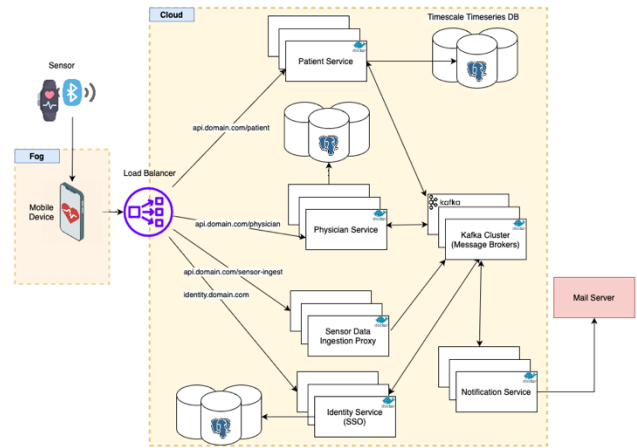 Cloud
Timescale Timeseries DB
Sensor
Patient Service
api.domain.com/patient
Fog
Load Balancer
Mobile
Device
kafka
api.domain.com/physician
Physician Service
Kafka Cluster
(Message Brokers)
api.domain.com/sensor-ingest
identity.domain.com
Mail Server
Sensor Data
Ingestion Proxy
Notification Service
Identity Service
(SSO)